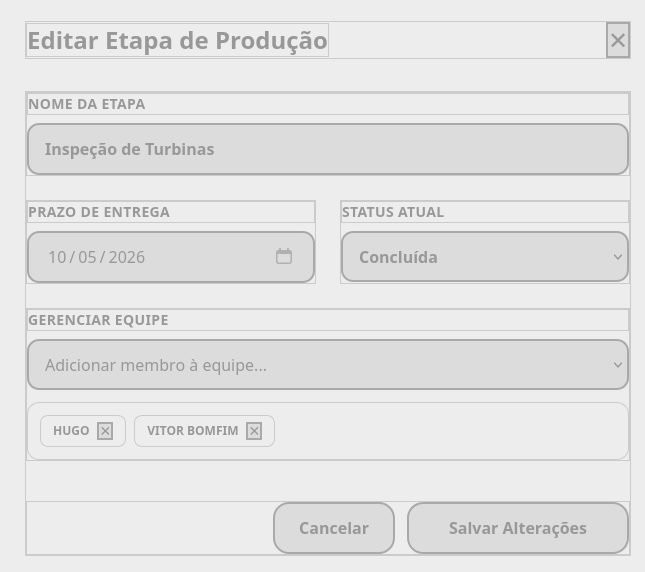 Editar Etapa de Produção
NOME DA ETAPA
Inspeção de Turbinas
PRAZO DE ENTREGA
STATUS ATUAL
10/05/2026
Concluída
GERENCIAR EQUIPE
Adicionar membro à equipe...
HUGO
VITOR BOMFIM
Cancelar
Salvar Alterações